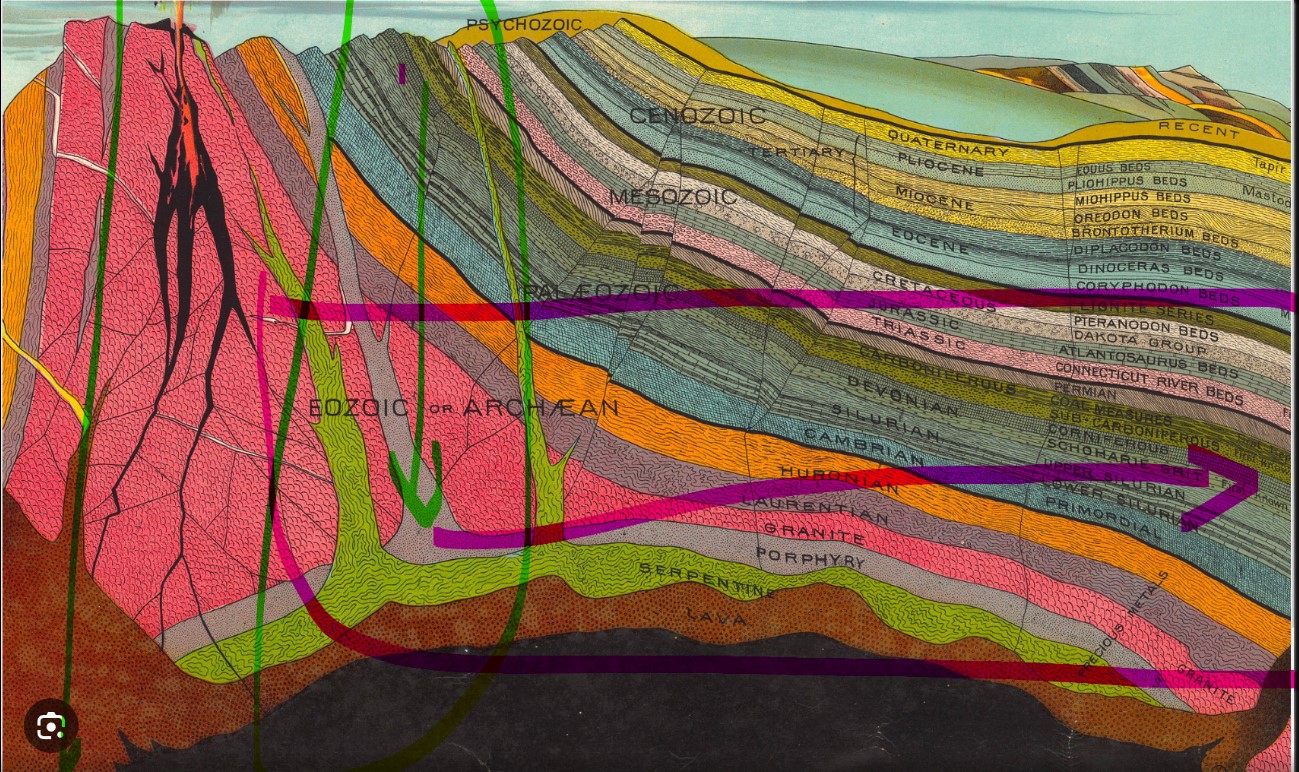 PSYCHOZOIC
CENOZOIC
RECENT
QUATERNARY
TERTIARY
PLIOCENE
Tapir
EQUUS BEDS
PLIOHIPPUS BEDS
MIOCENE
MIOHIPPUS BEDS
MESOZOIC
OREODON BEDS
BRONTOTHERIUM BEDS
EOCENE
DIPLACODON BEDS
DINOCERAS BEDS
PALÆOZOIC
CRETACEOUS
CORYPHODON BEDS
LIGNITE SERIES
JURASSIC
PTERANODON BEDS
DAKOTA GROUP
TRIASSIC
ATLANTOSAURUS BEDS
CONNECTICUT RIVER BEDS
CARBONIFEROUS
PERMIAN
COAL MEASURES
SUB-CARBONIFEROUS
EOZOIC OR ARCHÆAN
DEVONIAN
CORNIFEROUS
SCHOHARIE GRIT
SILURIAN
UPPER SILURIAN
LOWER SILURIAN
CAMBRIAN
PRIMORDIAL
HURONIAN
LAURENTIAN
GRANITE
PORPHYRY
SERPENTINE
LAVA
PRECIOUS METALS
GRANITE